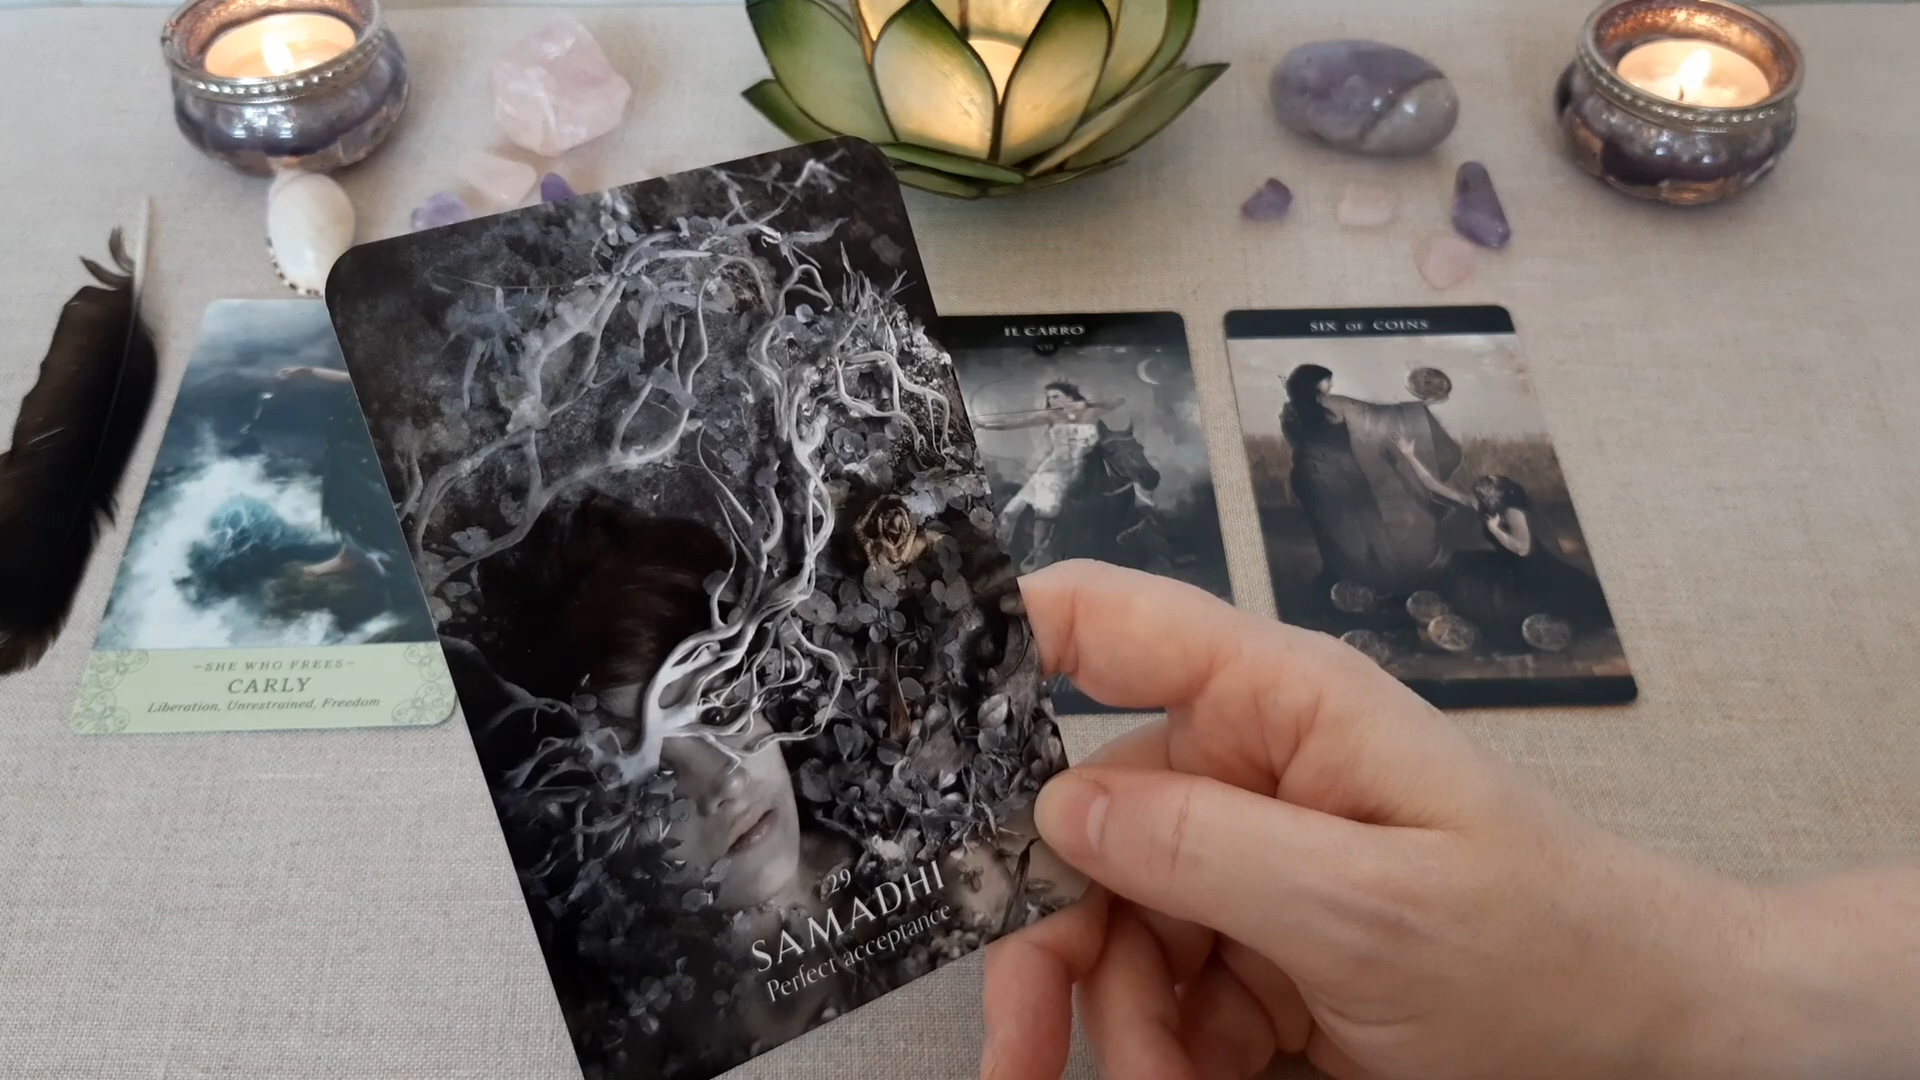 IL CARRO
VII
SIX OF COINS
~SHE WHO FREES~
CARLY
Liberation, Unrestrained, Freedom
29
SAMADHI
Perfect acceptance